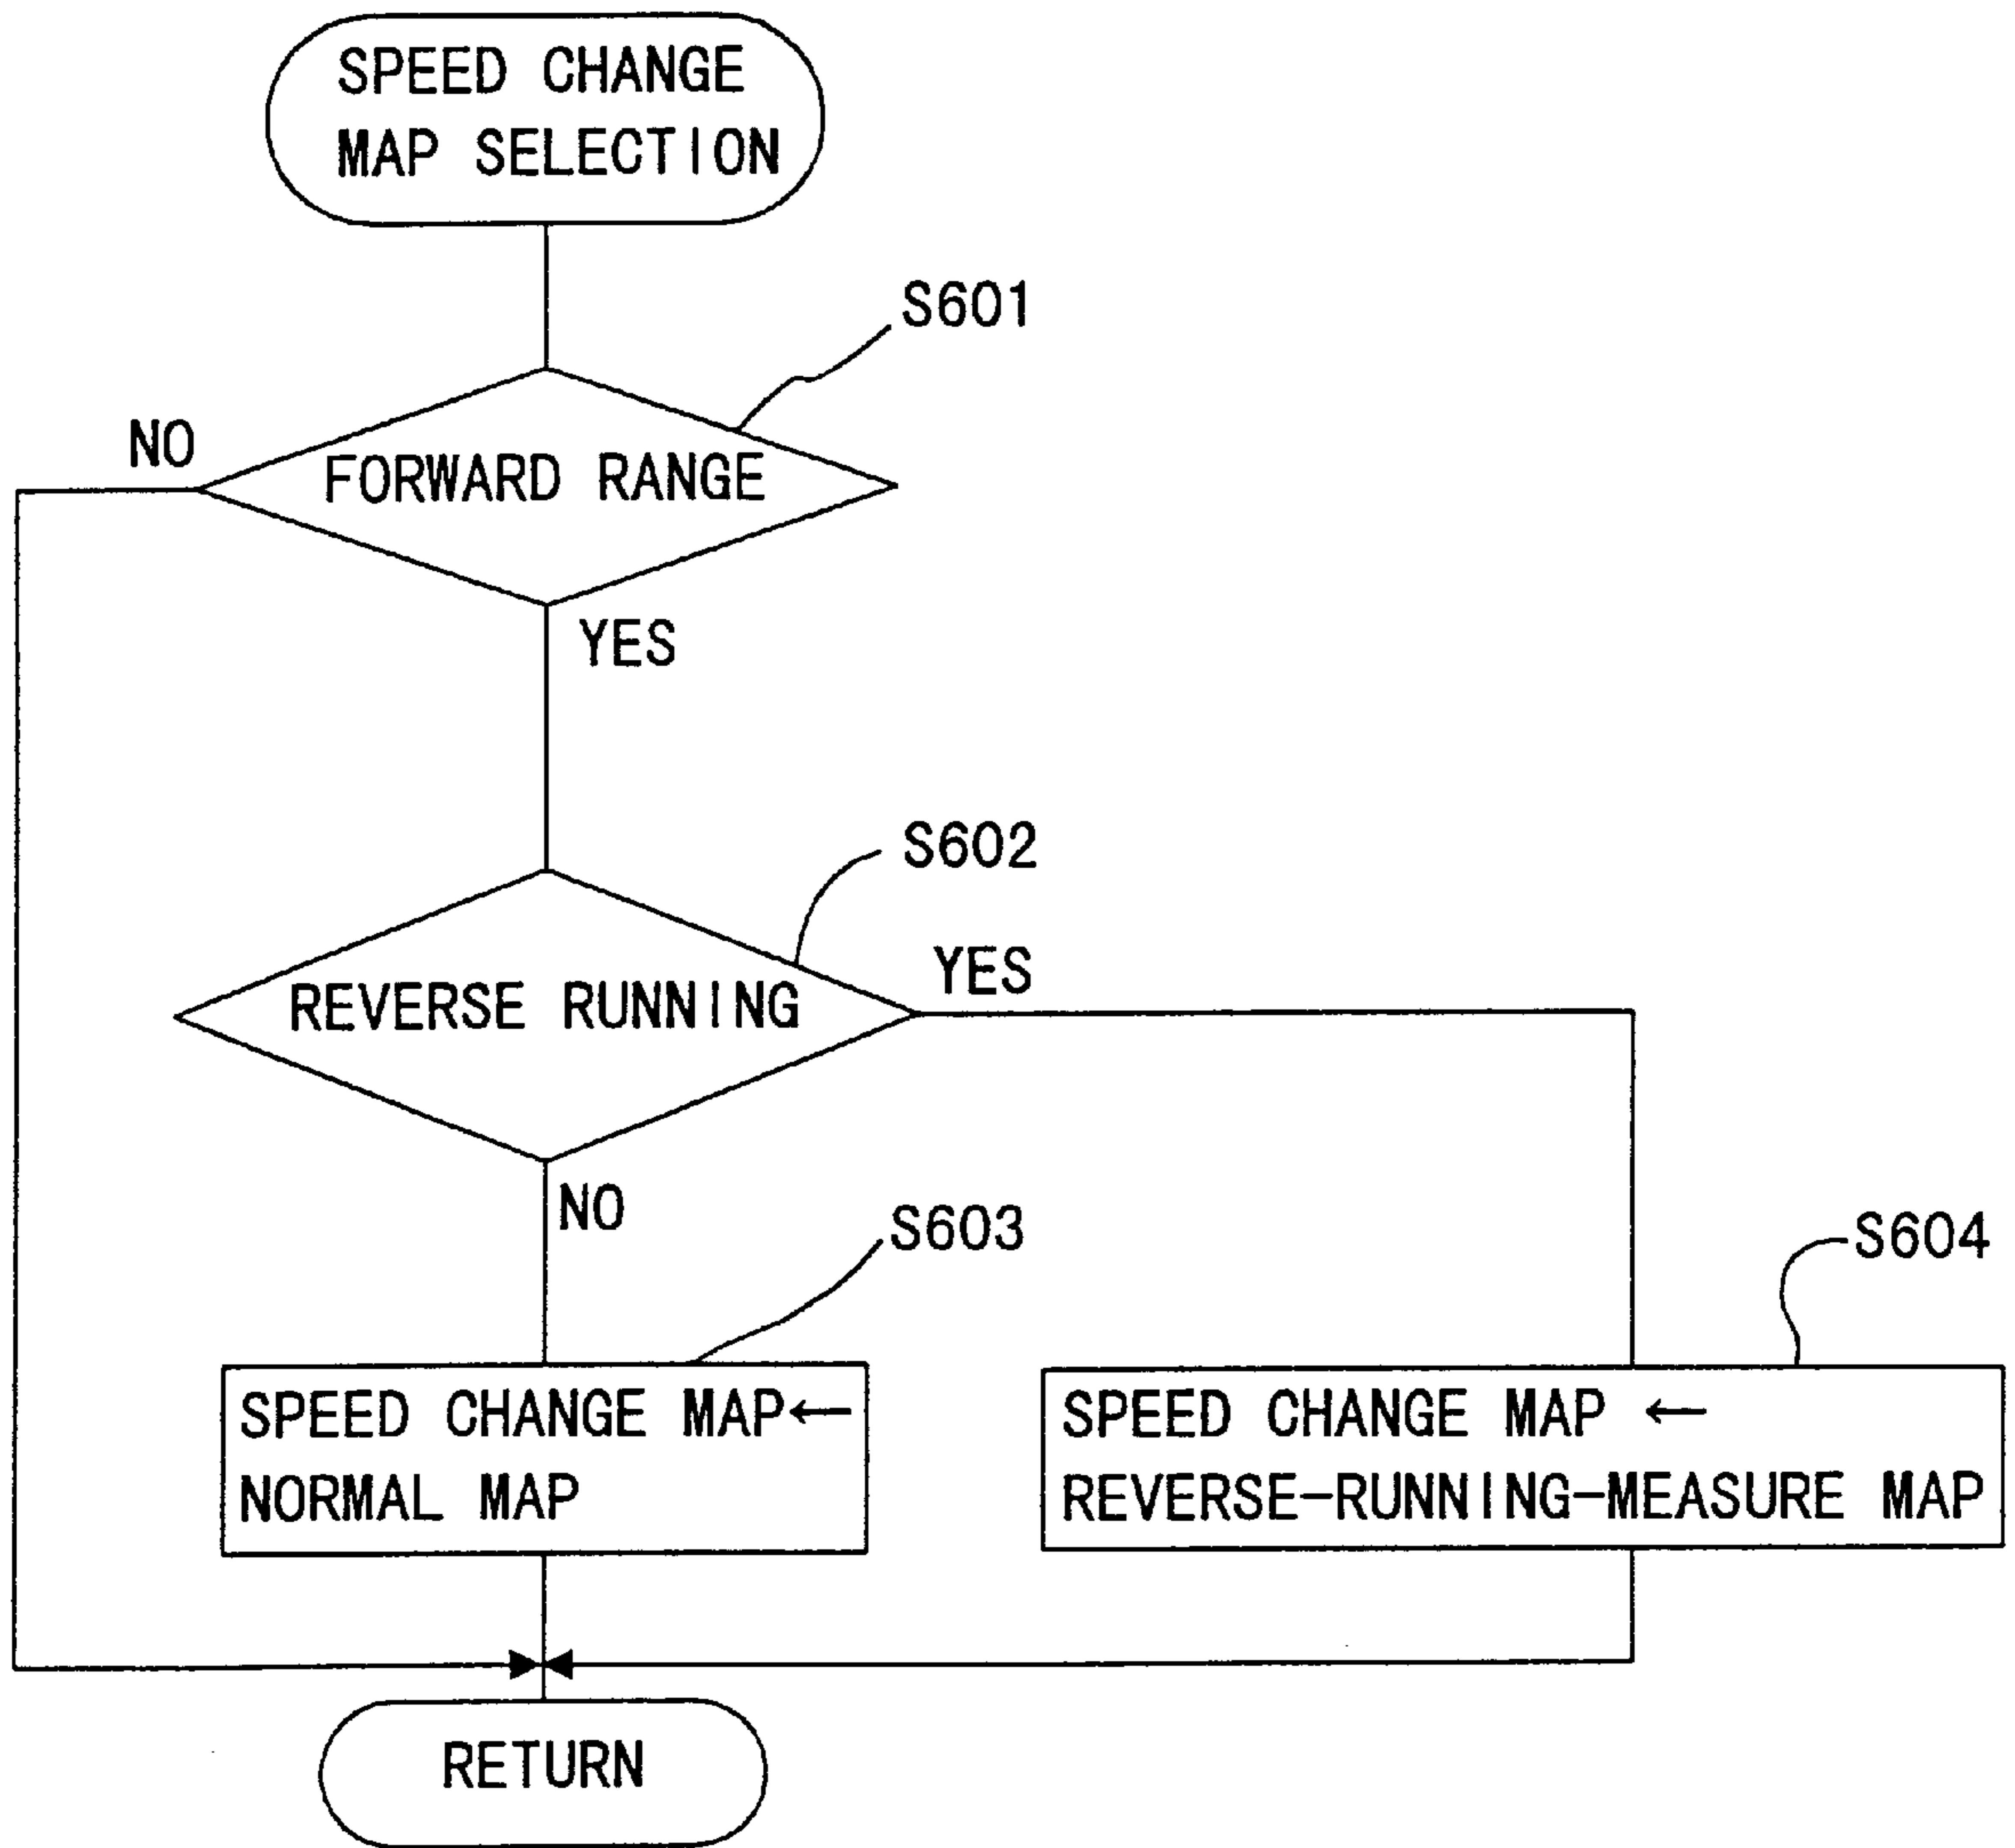 SPEED CHANGE
MAP SELECTION
S601
NO
FORWARD RANGE
YES
S602
YES
REVERSE RUNNING
NO
S603
S604
SPEED CHANGE MAP←
NORMAL MAP
SPEED CHANGE MAP ←
REVERSE-RUNNING-MEASURE MAP
RETURN